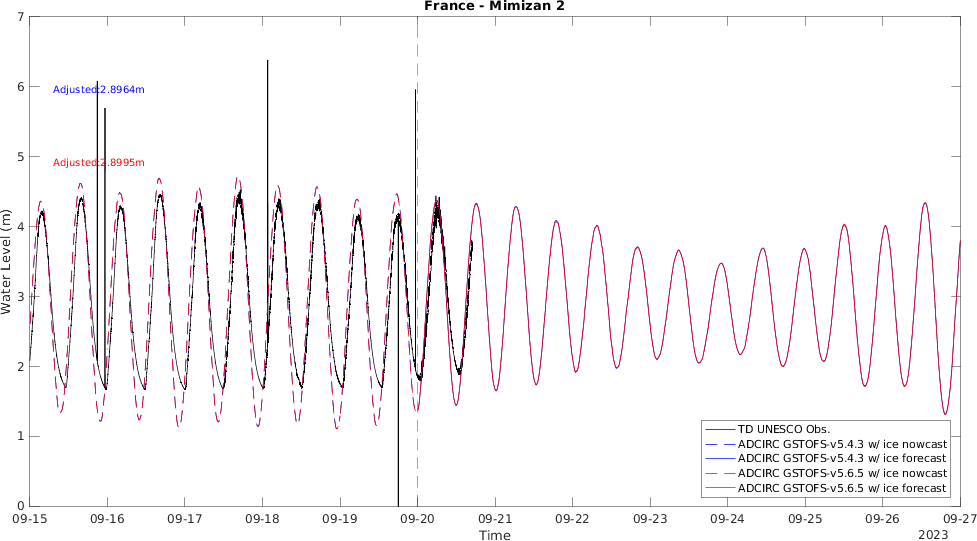 France - Mimizan 2
7
6
5
4
3
2
1
0
Water Level (m)
Adjusted:2.8964m
Adjusted:2.8995m
TD UNESCO Obs.
ADCIRC GSTOFS-v5.4.3 w/ ice nowcast
ADCIRC GSTOFS-v5.4.3 w/ ice forecast
ADCIRC GSTOFS-v5.6.5 w/ ice nowcast
ADCIRC GSTOFS-v5.6.5 w/ ice forecast
09-15 09-16 09-17 09-18 09-19 09-20 09-21 09-22 09-23 09-24 09-25 09-26 09-27
Time
2023